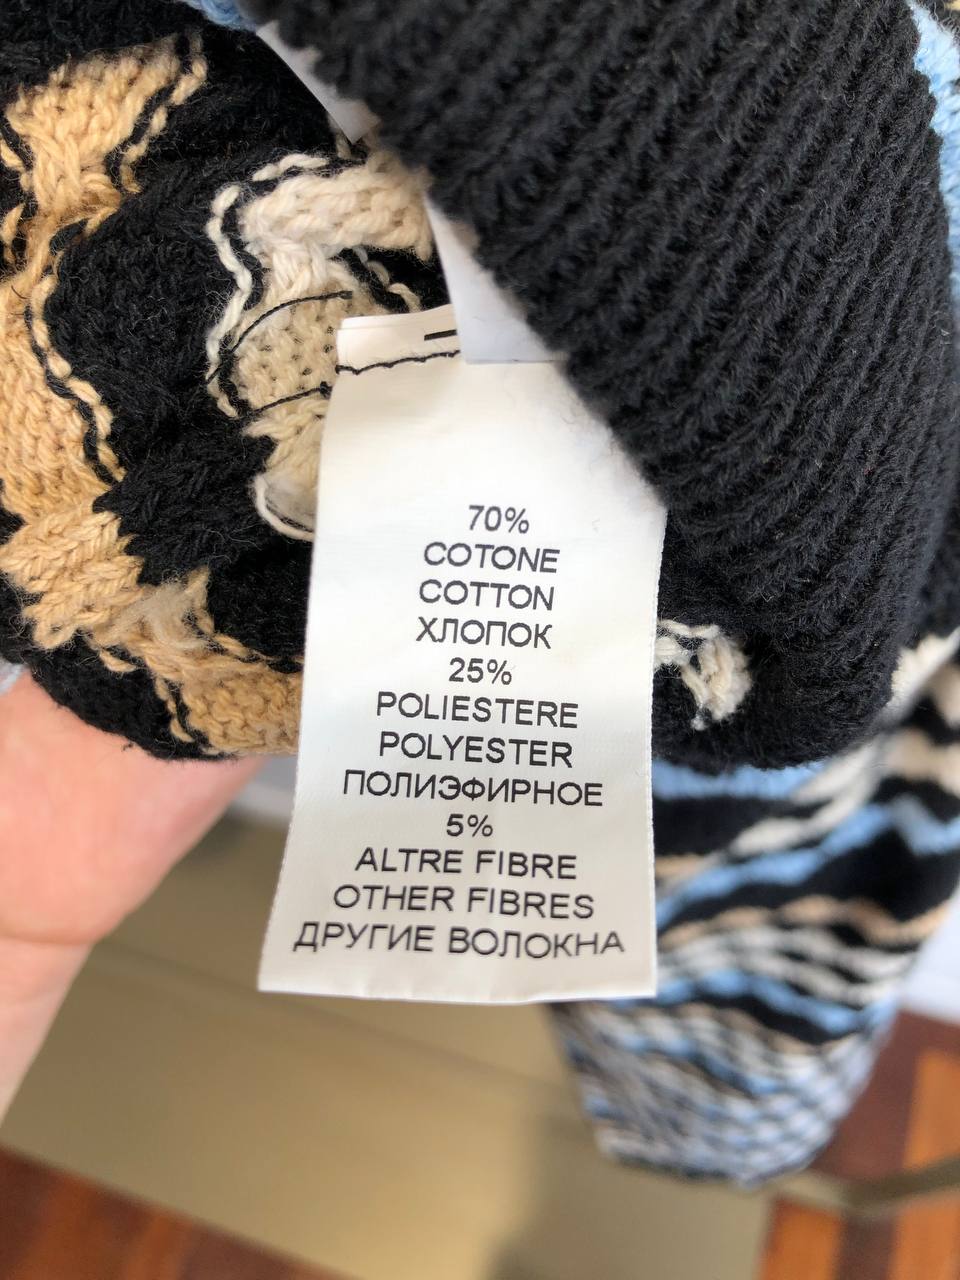 70%
COTONE
COTTON
ХЛОПОК
25%
POLIESTERE
POLYESTER
ПОЛИЭФИРНОЕ
5%
ALTRE FIBRE
OTHER FIBRES
ДРУГИЕ ВОЛОКНА